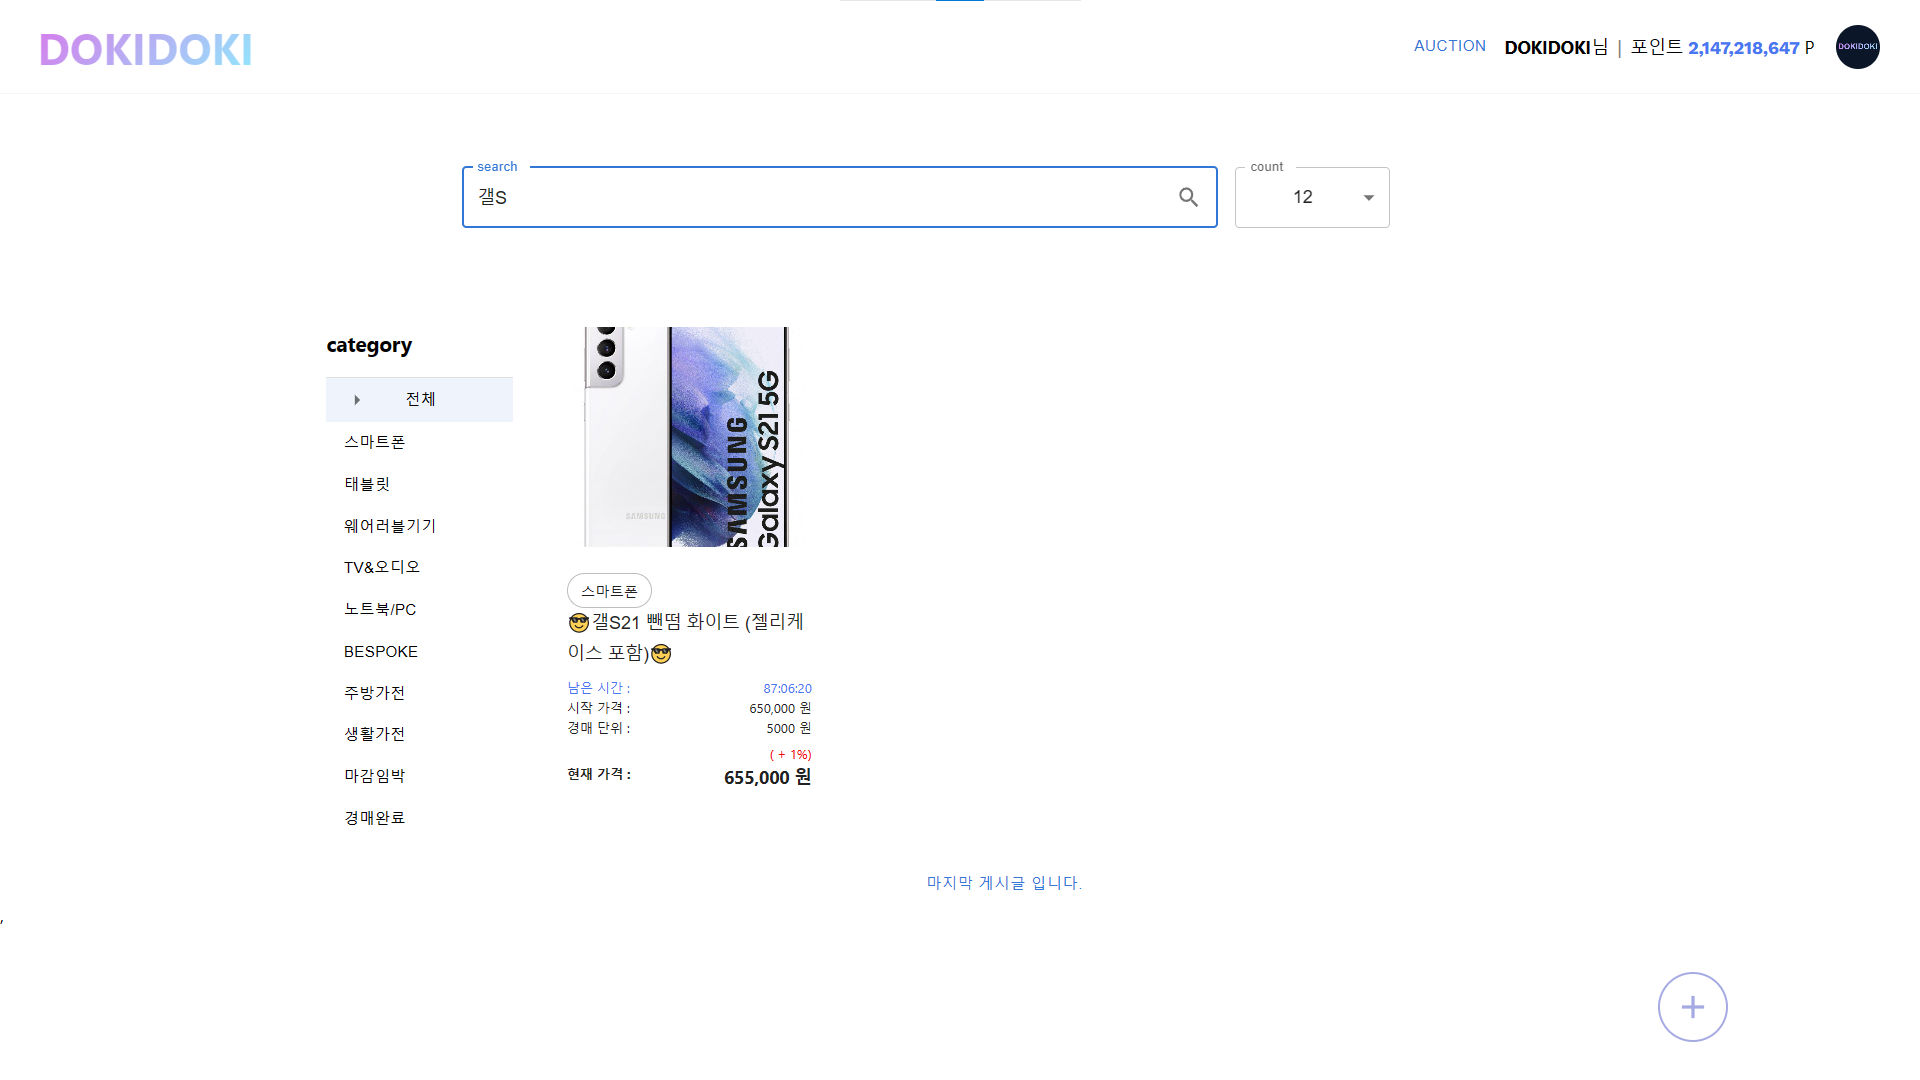 DOKIDOKI
AUCTION
DOKIDOKI님 | 포인트 2,147,218,647 P
DOKIDOKI
search
갤S
count
12
category
전체
스마트폰
태블릿
웨어러블기기
TV&오디오
노트북/PC
BESPOKE
주방가전
생활가전
마감임박
경매완료
SAMSUNG
SAMSUNG
Galaxy S21 5G
스마트폰
😎갤S21 뺀떰 화이트 (젤리케
이스 포함)😎
남은 시간 : 87:06:20
시작 가격 : 650,000 원
경매 단위 : 5000 원
( + 1%)
현재 가격 : 655,000 원
마지막 게시글 입니다.
,